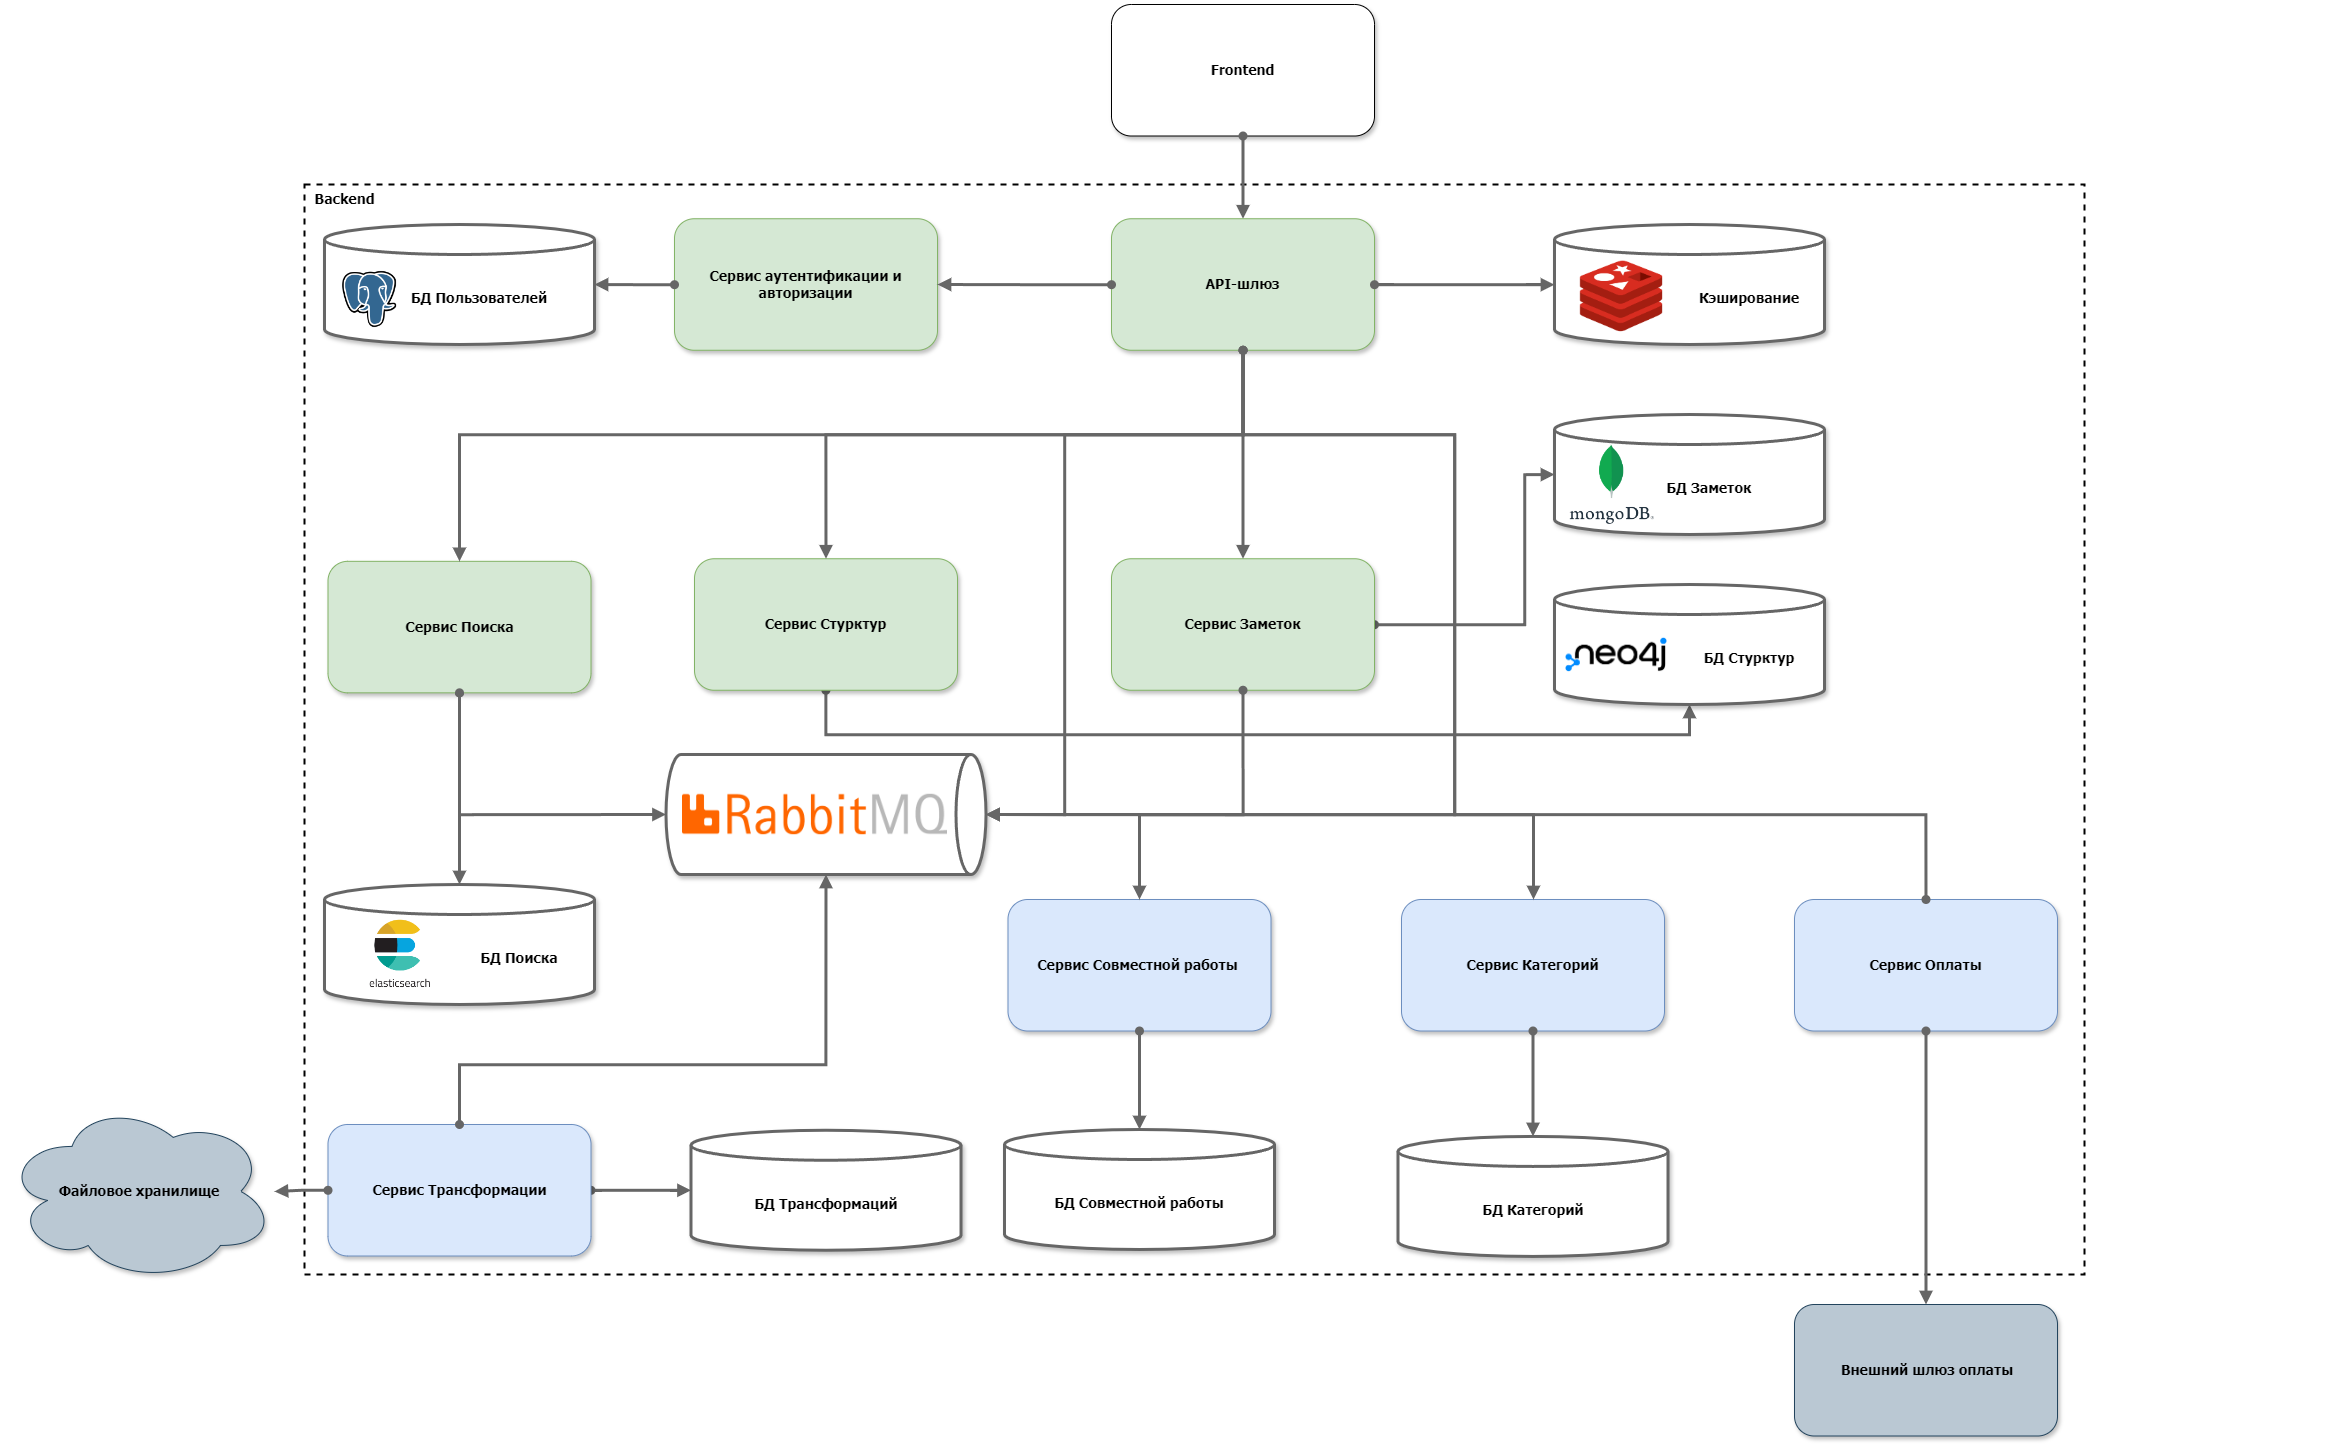 Frontend
Backend
БД Пользователей
Сервис аутентификации и
авторизации
API-шлюз
Кэширование
mongoDB.
БД Заметок
Сервис Поиска
Сервис Стурктур
Сервис Заметок
neo4j
БД Стурктур
RabbitMQ
elasticsearch
БД Поиска
Сервис Совместной работы
Сервис Категорий
Сервис Оплаты
Файловое хранилище
Сервис Трансформации
БД Трансформаций
БД Совместной работы
БД Категорий
Внешний шлюз оплаты